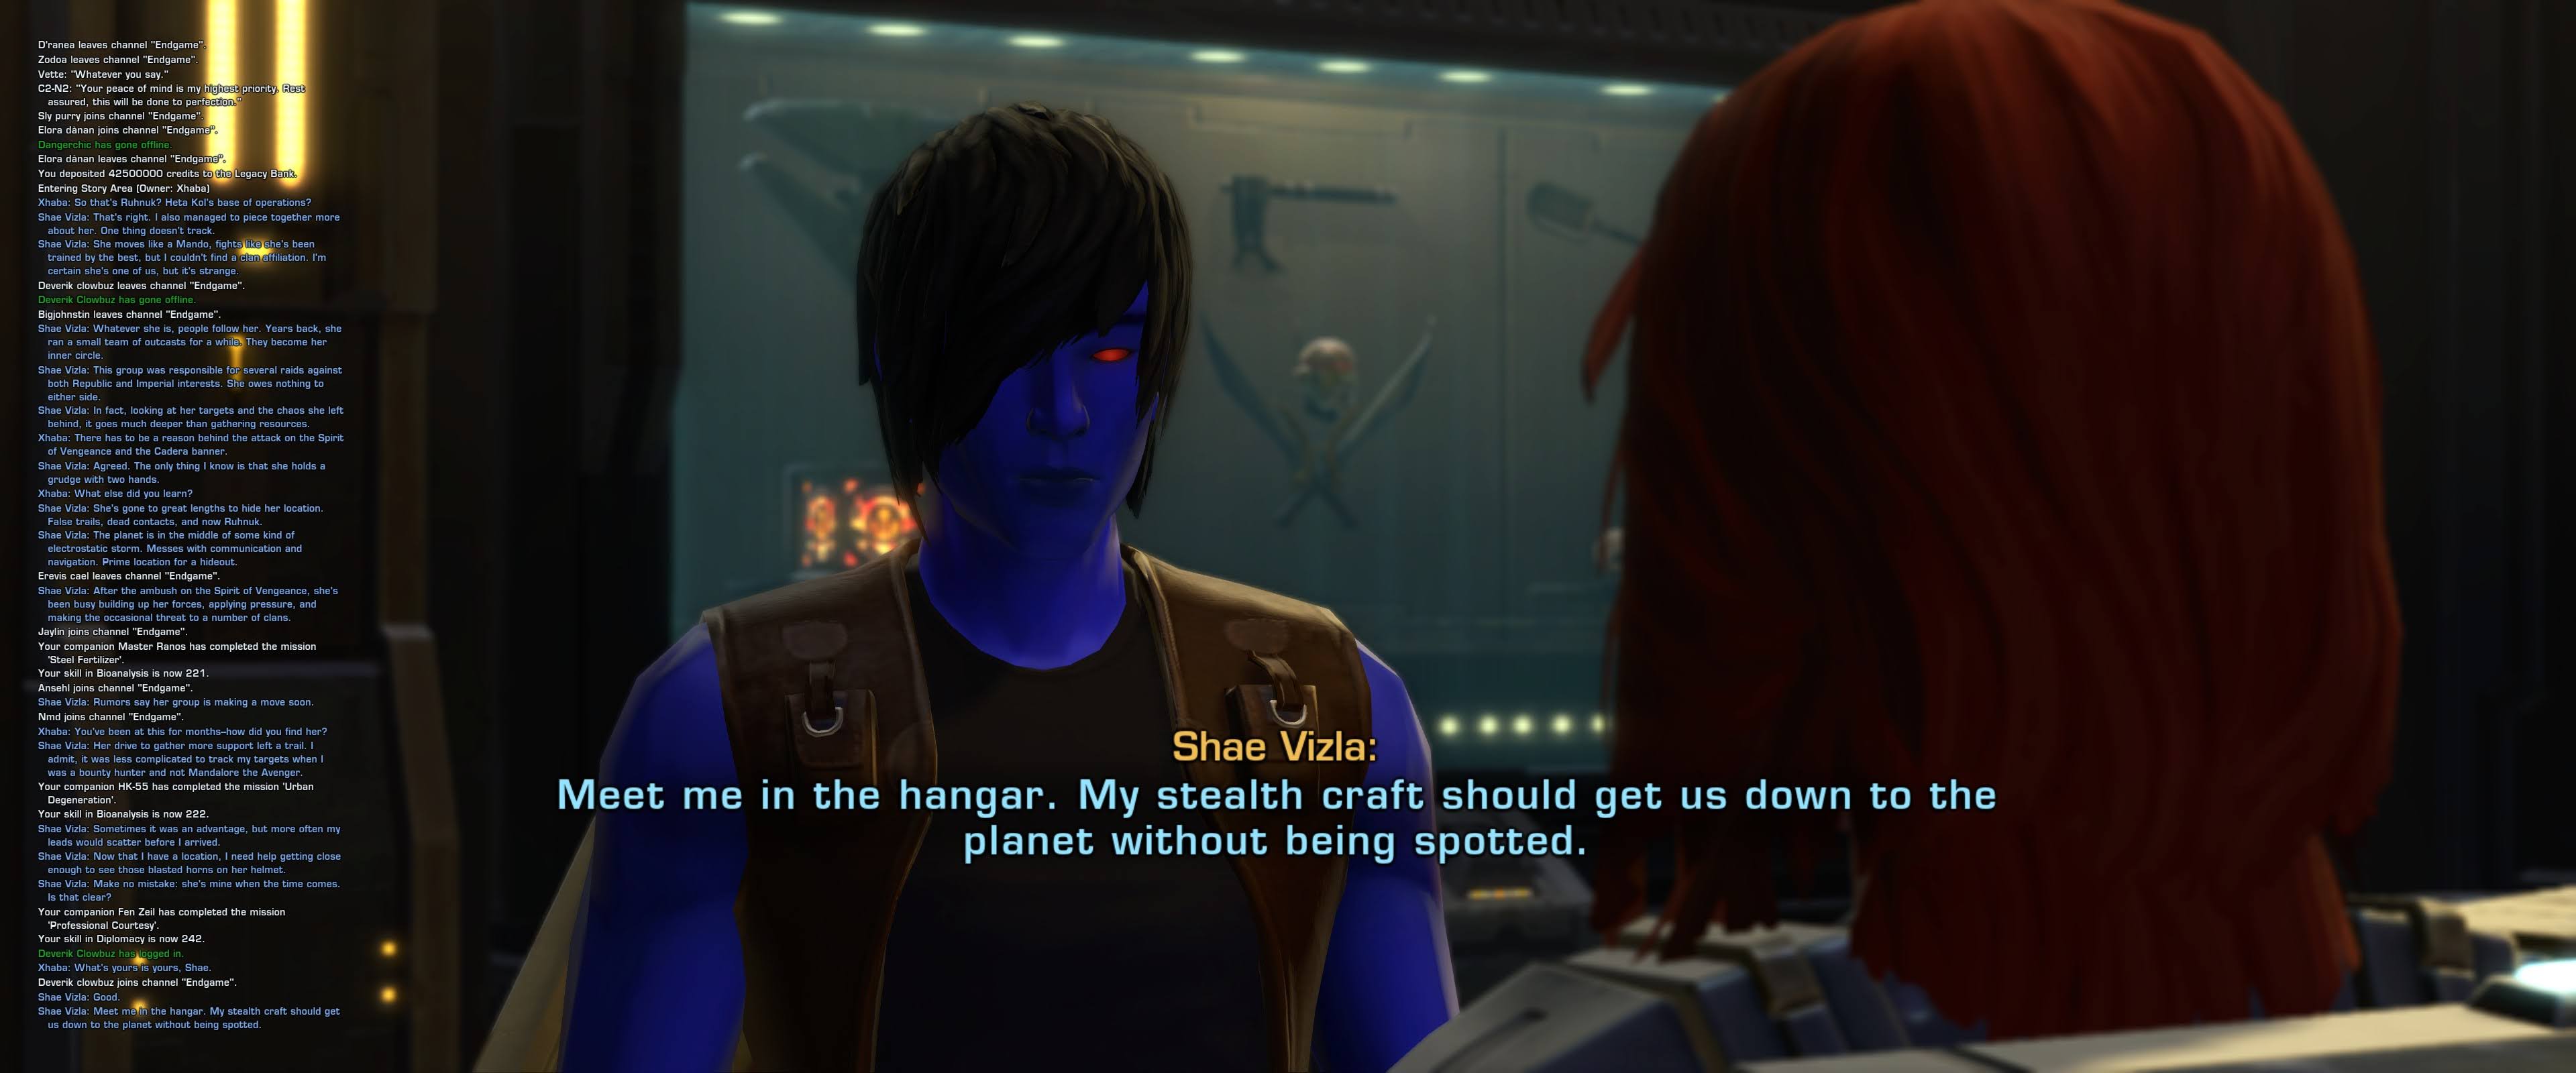 D'ranea leaves channel "Endgame".
Zodoa leaves channel "Endgame".
Vette: "Whatever you say."
C2-N2: "Your peace of mind is my highest priority. Rest
assured, this will be done to perfection."
Sly purry joins channel "Endgame".
Elora dànan joins channel "Endgame".
Dangerchic has gone offline.
Elora dànan leaves channel "Endgame".
You deposited 42500000 credits to the Legacy Bank.
Entering Story Area (Owner: Xhaba)
Xhaba: So that's Ruhnuk? Heta Kol's base of operations?
Shae Vizla: That's right. I also managed to piece together more
about her. One thing doesn't track.
Shae Vizla: She moves like a Mando, fights like she's been
trained by the best, but I couldn't find a clan affiliation. I'm
certain she's one of us, but it's strange.
Deverik clowbuz leaves channel "Endgame".
Deverik Clowbuz has gone offline.
Bigjohnstin leaves channel "Endgame".
Shae Vizla: Whatever she is, people follow her. Years back, she
ran a small team of outcasts for a while. They become her
inner circle.
Shae Vizla: This group was responsible for several raids against
both Republic and Imperial interests. She owes nothing to
either side.
Shae Vizla: In fact, looking at her targets and the chaos she left
behind, it goes much deeper than gathering resources.
Xhaba: There has to be a reason behind the attack on the Spirit
of Vengeance and the Cadera banner.
Shae Vizla: Agreed. The only thing I know is that she holds a
grudge with two hands.
Xhaba: What else did you learn?
Shae Vizla: She's gone to great lengths to hide her location.
False trails, dead contacts, and now Ruhnuk.
Shae Vizla: The planet is in the middle of some kind of
electrostatic storm. Messes with communication and
navigation. Prime location for a hideout.
Erevis cael leaves channel "Endgame".
Shae Vizla: After the ambush on the Spirit of Vengeance, she's
been busy building up her forces, applying pressure, and
making the occasional threat to a number of clans.
Jaylin joins channel "Endgame".
Your companion Master Ranos has completed the mission
'Steel Fertilizer'.
Your skill in Bioanalysis is now 221.
Ansehl joins channel "Endgame".
Shae Vizla: Rumors say her group is making a move soon.
Nmd joins channel "Endgame".
Xhaba: You've been at this for months—how did you find her?
Shae Vizla: Her drive to gather more support left a trail. I
admit, it was less complicated to track my targets when I
was a bounty hunter and not Mandalore the Avenger.
Your companion HK-55 has completed the mission 'Urban
Degeneration'.
Your skill in Bioanalysis is now 222.
Shae Vizla: Sometimes it was an advantage, but more often my
leads would scatter before I arrived.
Shae Vizla: Now that I have a location, I need help getting close
enough to see those blasted horns on her helmet.
Shae Vizla: Make no mistake: she's mine when the time comes.
Is that clear?
Your companion Fen Zeil has completed the mission
'Professional Courtesy'.
Your skill in Diplomacy is now 242.
Deverik Clowbuz has logged in.
Xhaba: What's yours is yours, Shae.
Deverik clowbuz joins channel "Endgame".
Shae Vizla: Good.
Shae Vizla: Meet me in the hangar. My stealth craft should get
us down to the planet without being spotted.
Shae Vizla:
Meet me in the hangar. My stealth craft should get us down to the
planet without being spotted.